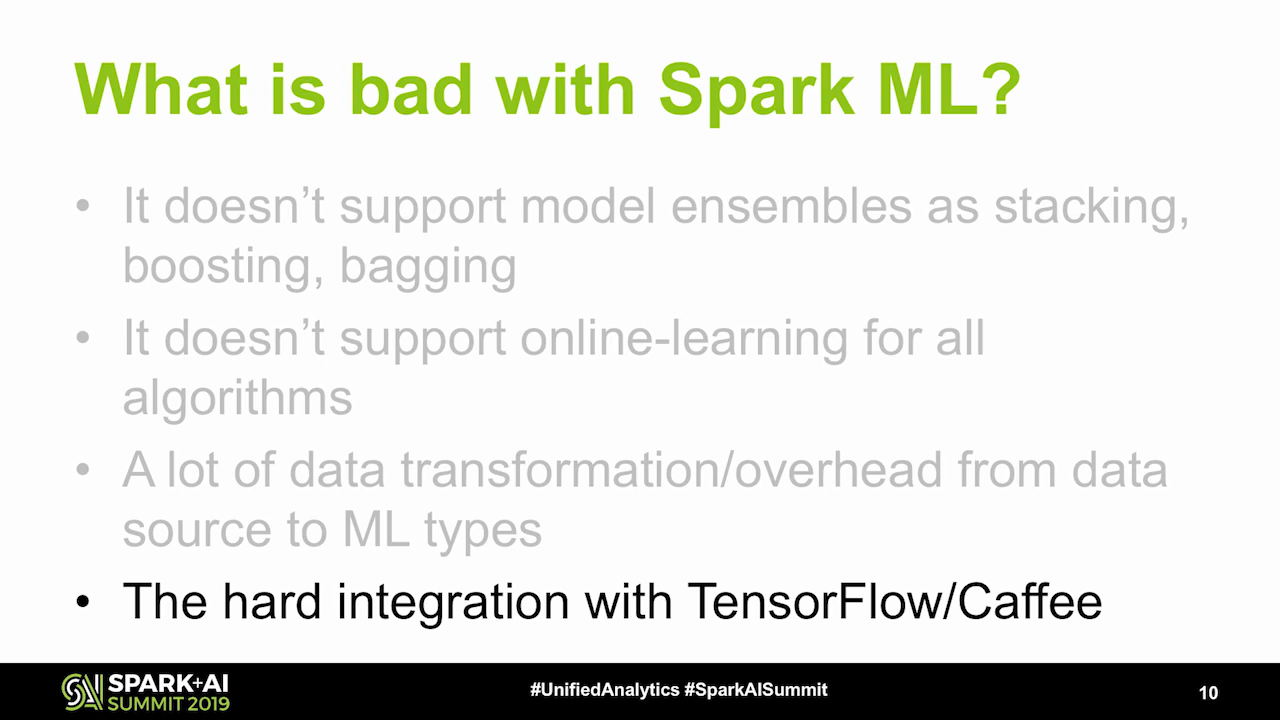 What is bad with Spark ML?
• It doesn’t support model ensembles as stacking,
boosting, bagging
• It doesn’t support online-learning for all
algorithms
• A lot of data transformation/overhead from data
source to ML types
• The hard integration with TensorFlow/Caffee
SPARK+AI
SUMMIT 2019
#UnifiedAnalytics #SparkAISummit
10